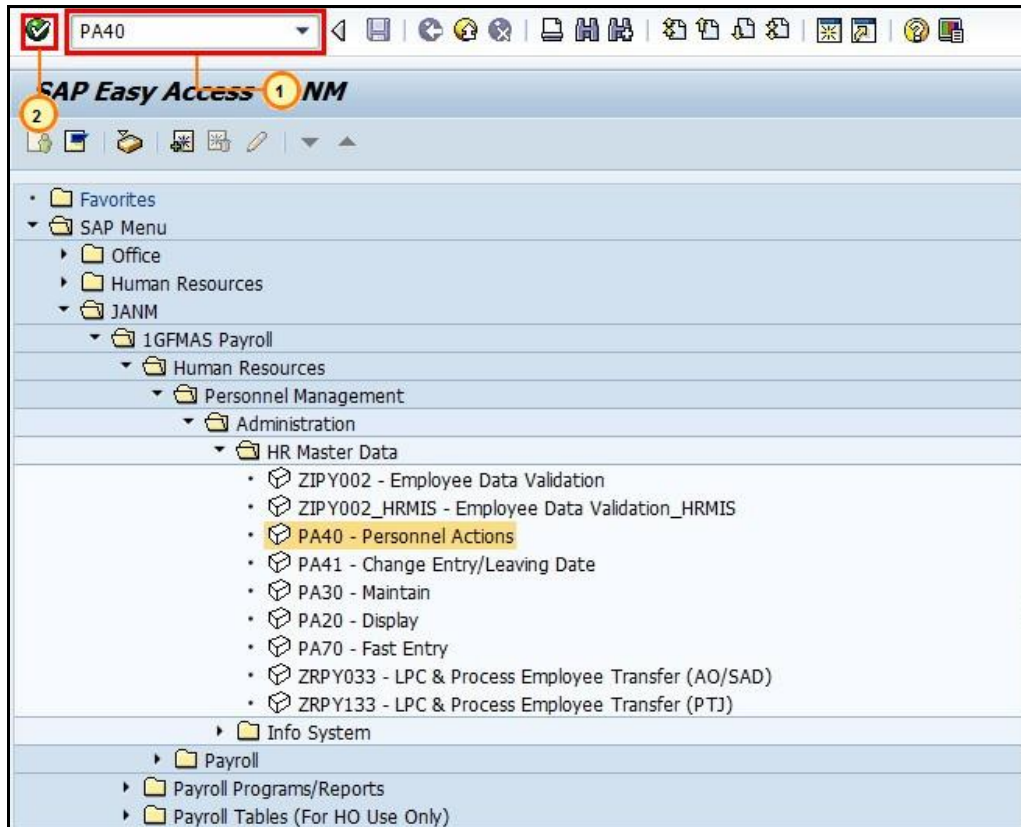 PA40
SAP Easy Access 1 NM
2
Favorites
SAP Menu
Office
Human Resources
JANM
1GFMAS Payroll
Human Resources
Personnel Management
Administration
HR Master Data
ZIPY002 - Employee Data Validation
ZIPY002_HRMIS - Employee Data Validation_HRMIS
PA40 - Personnel Actions
PA41 - Change Entry/Leaving Date
PA30 - Maintain
PA20 - Display
PA70 - Fast Entry
ZRPY033 - LPC & Process Employee Transfer (AO/SAD)
ZRPY133 - LPC & Process Employee Transfer (PTJ)
Info System
Payroll
Payroll Programs/Reports
Payroll Tables (For HO Use Only)